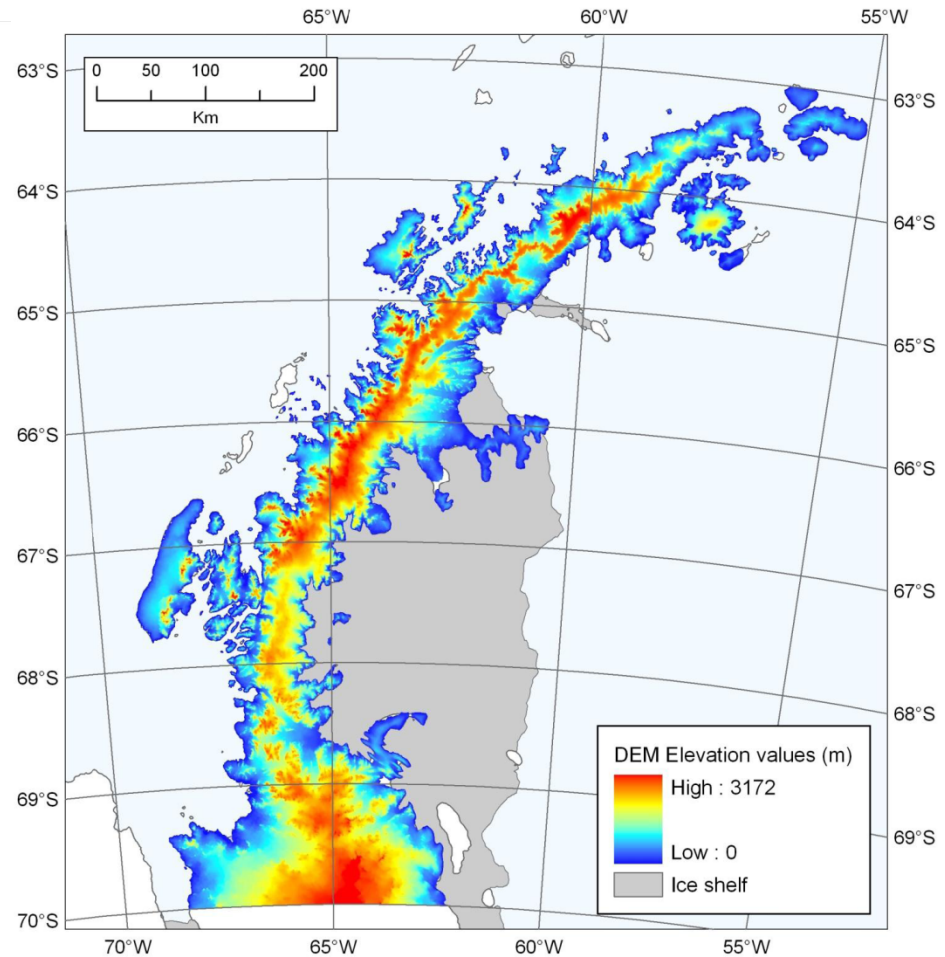 65°W 60°W 55°W
63°S
0 50 100 200
Km
63°S
64°S
64°S
65°S
65°S
66°S
66°S
67°S
67°S
68°S
68°S
DEM Elevation values (m)
High : 3172
Low : 0
Ice shelf
69°S
69°S
70°S
70°W 65°W 60°W 55°W